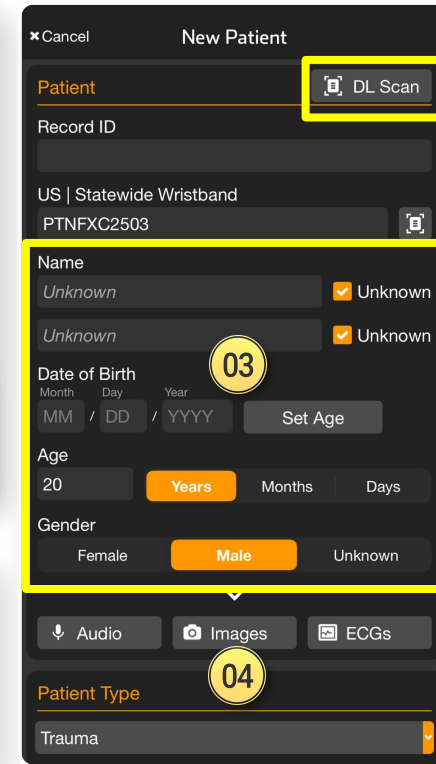 ✖Cancel New Patient
Patient DL Scan
Record ID
US | Statewide Wristband
PTNFXC2503
Name
Unknown Unknown
Unknown Unknown
03
Date of Birth
Month Day Year
MM / DD / YYYY Set Age
Age
20 Years Months Days
Gender
Female Male Unknown
Audio Images ECGs
04
Patient Type
Trauma